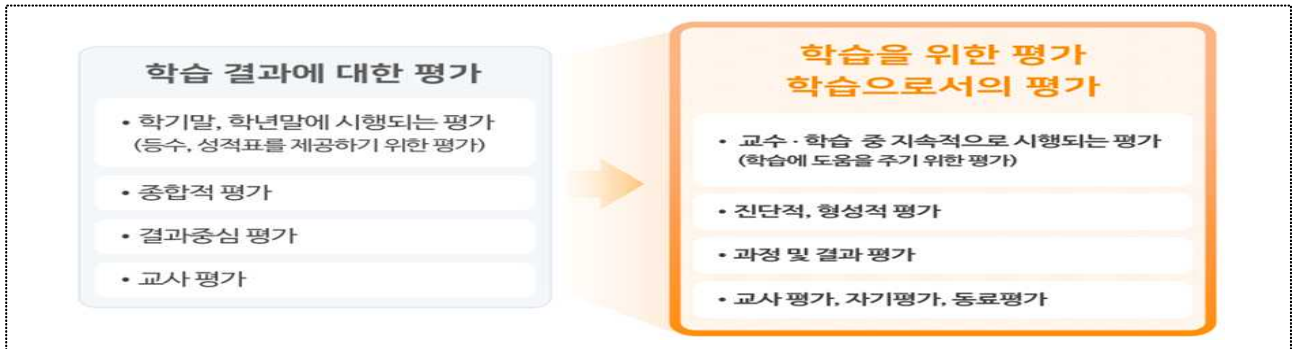 학습 결과에 대한 평가
• 학기말, 학년말에 시행되는 평가
(등수, 성적표를 제공하기 위한 평가)
• 종합적 평가
• 결과중심 평가
• 교사 평가
학습을 위한 평가
학습으로서의 평가
• 교수 · 학습 중 지속적으로 시행되는 평가
(학습에 도움을 주기 위한 평가)
• 진단적, 형성적 평가
• 과정 및 결과 평가
• 교사 평가, 자기평가, 동료평가